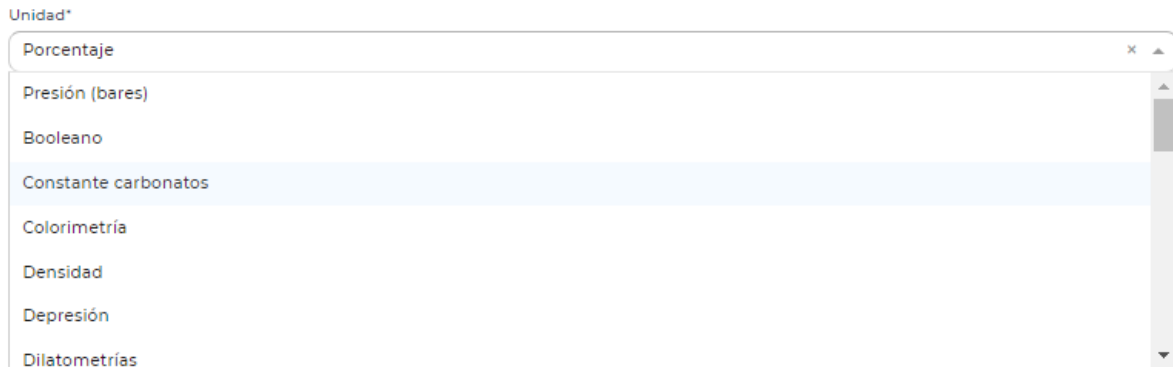 Unidad*
Porcentaje
Presión (bares)
Booleano
Constante carbonatos
Colorimetría
Densidad
Depresión
Dilatometrías